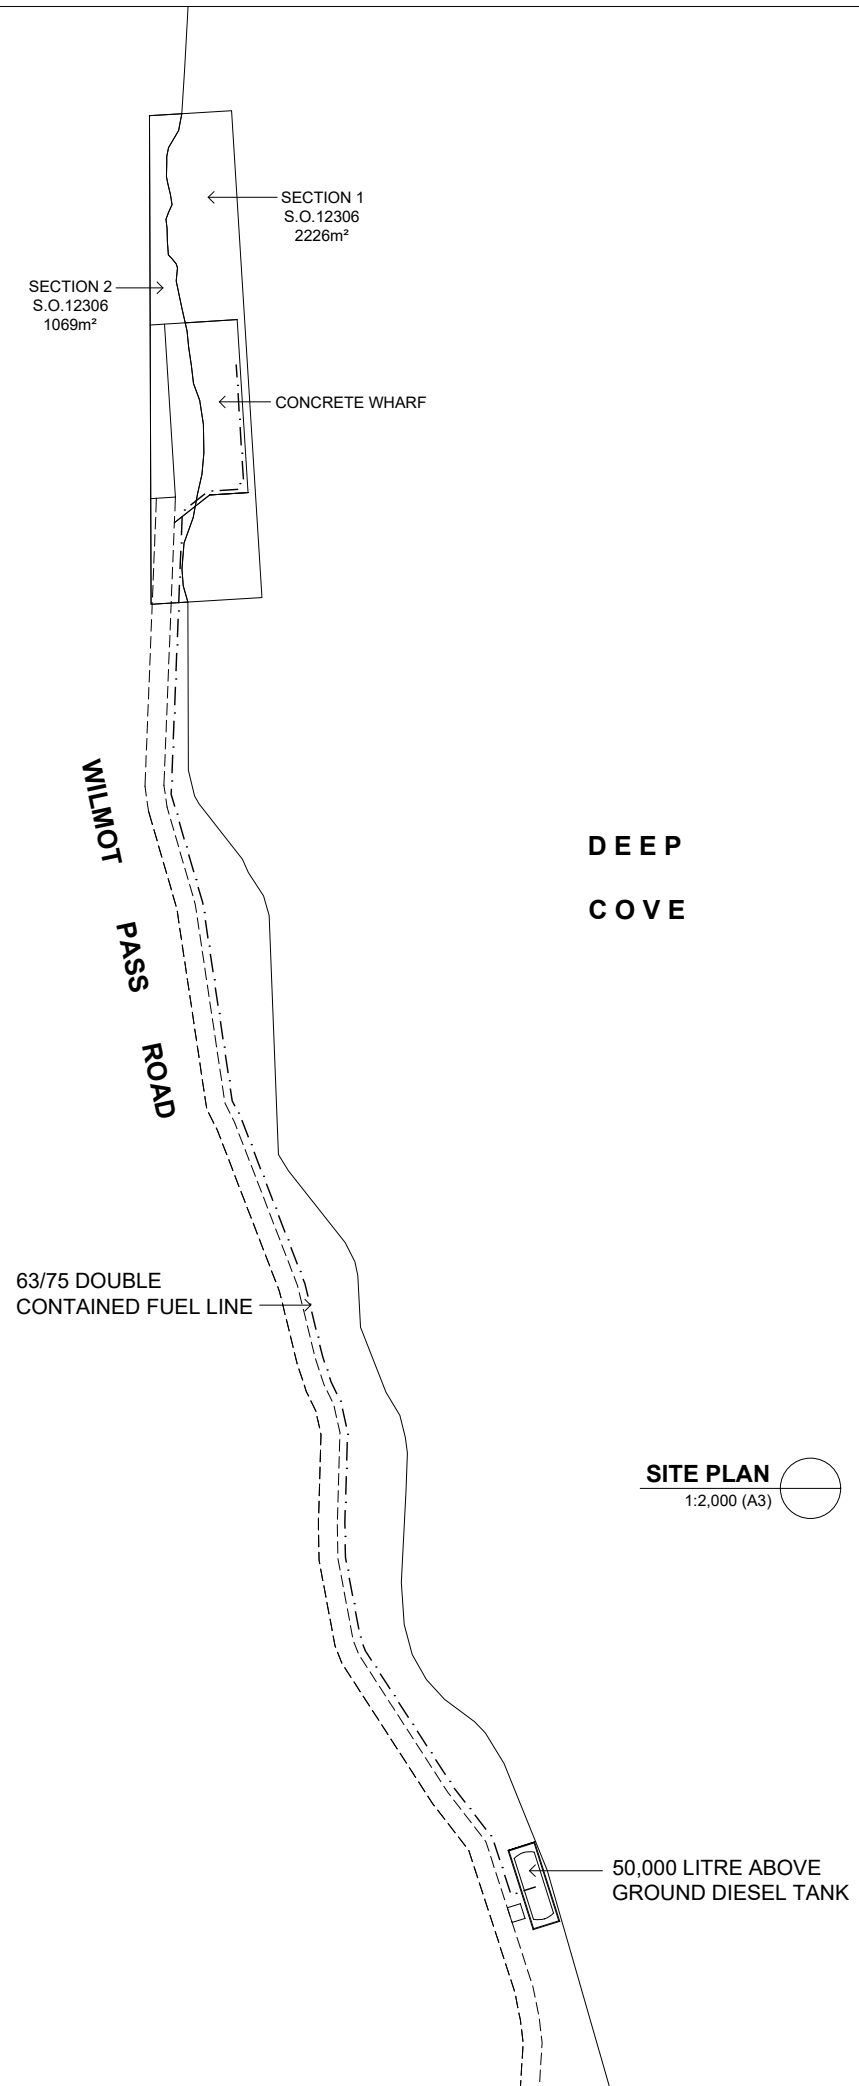 SECTION 1
S.O.12306
2226m²
SECTION 2
S.O.12306
1069m²
CONCRETE WHARF
WILMOT PASS ROAD
DEEP
COVE
63/75 DOUBLE
CONTAINED FUEL LINE
SITE PLAN
1:2,000 (A3)
50,000 LITRE ABOVE
GROUND DIESEL TANK